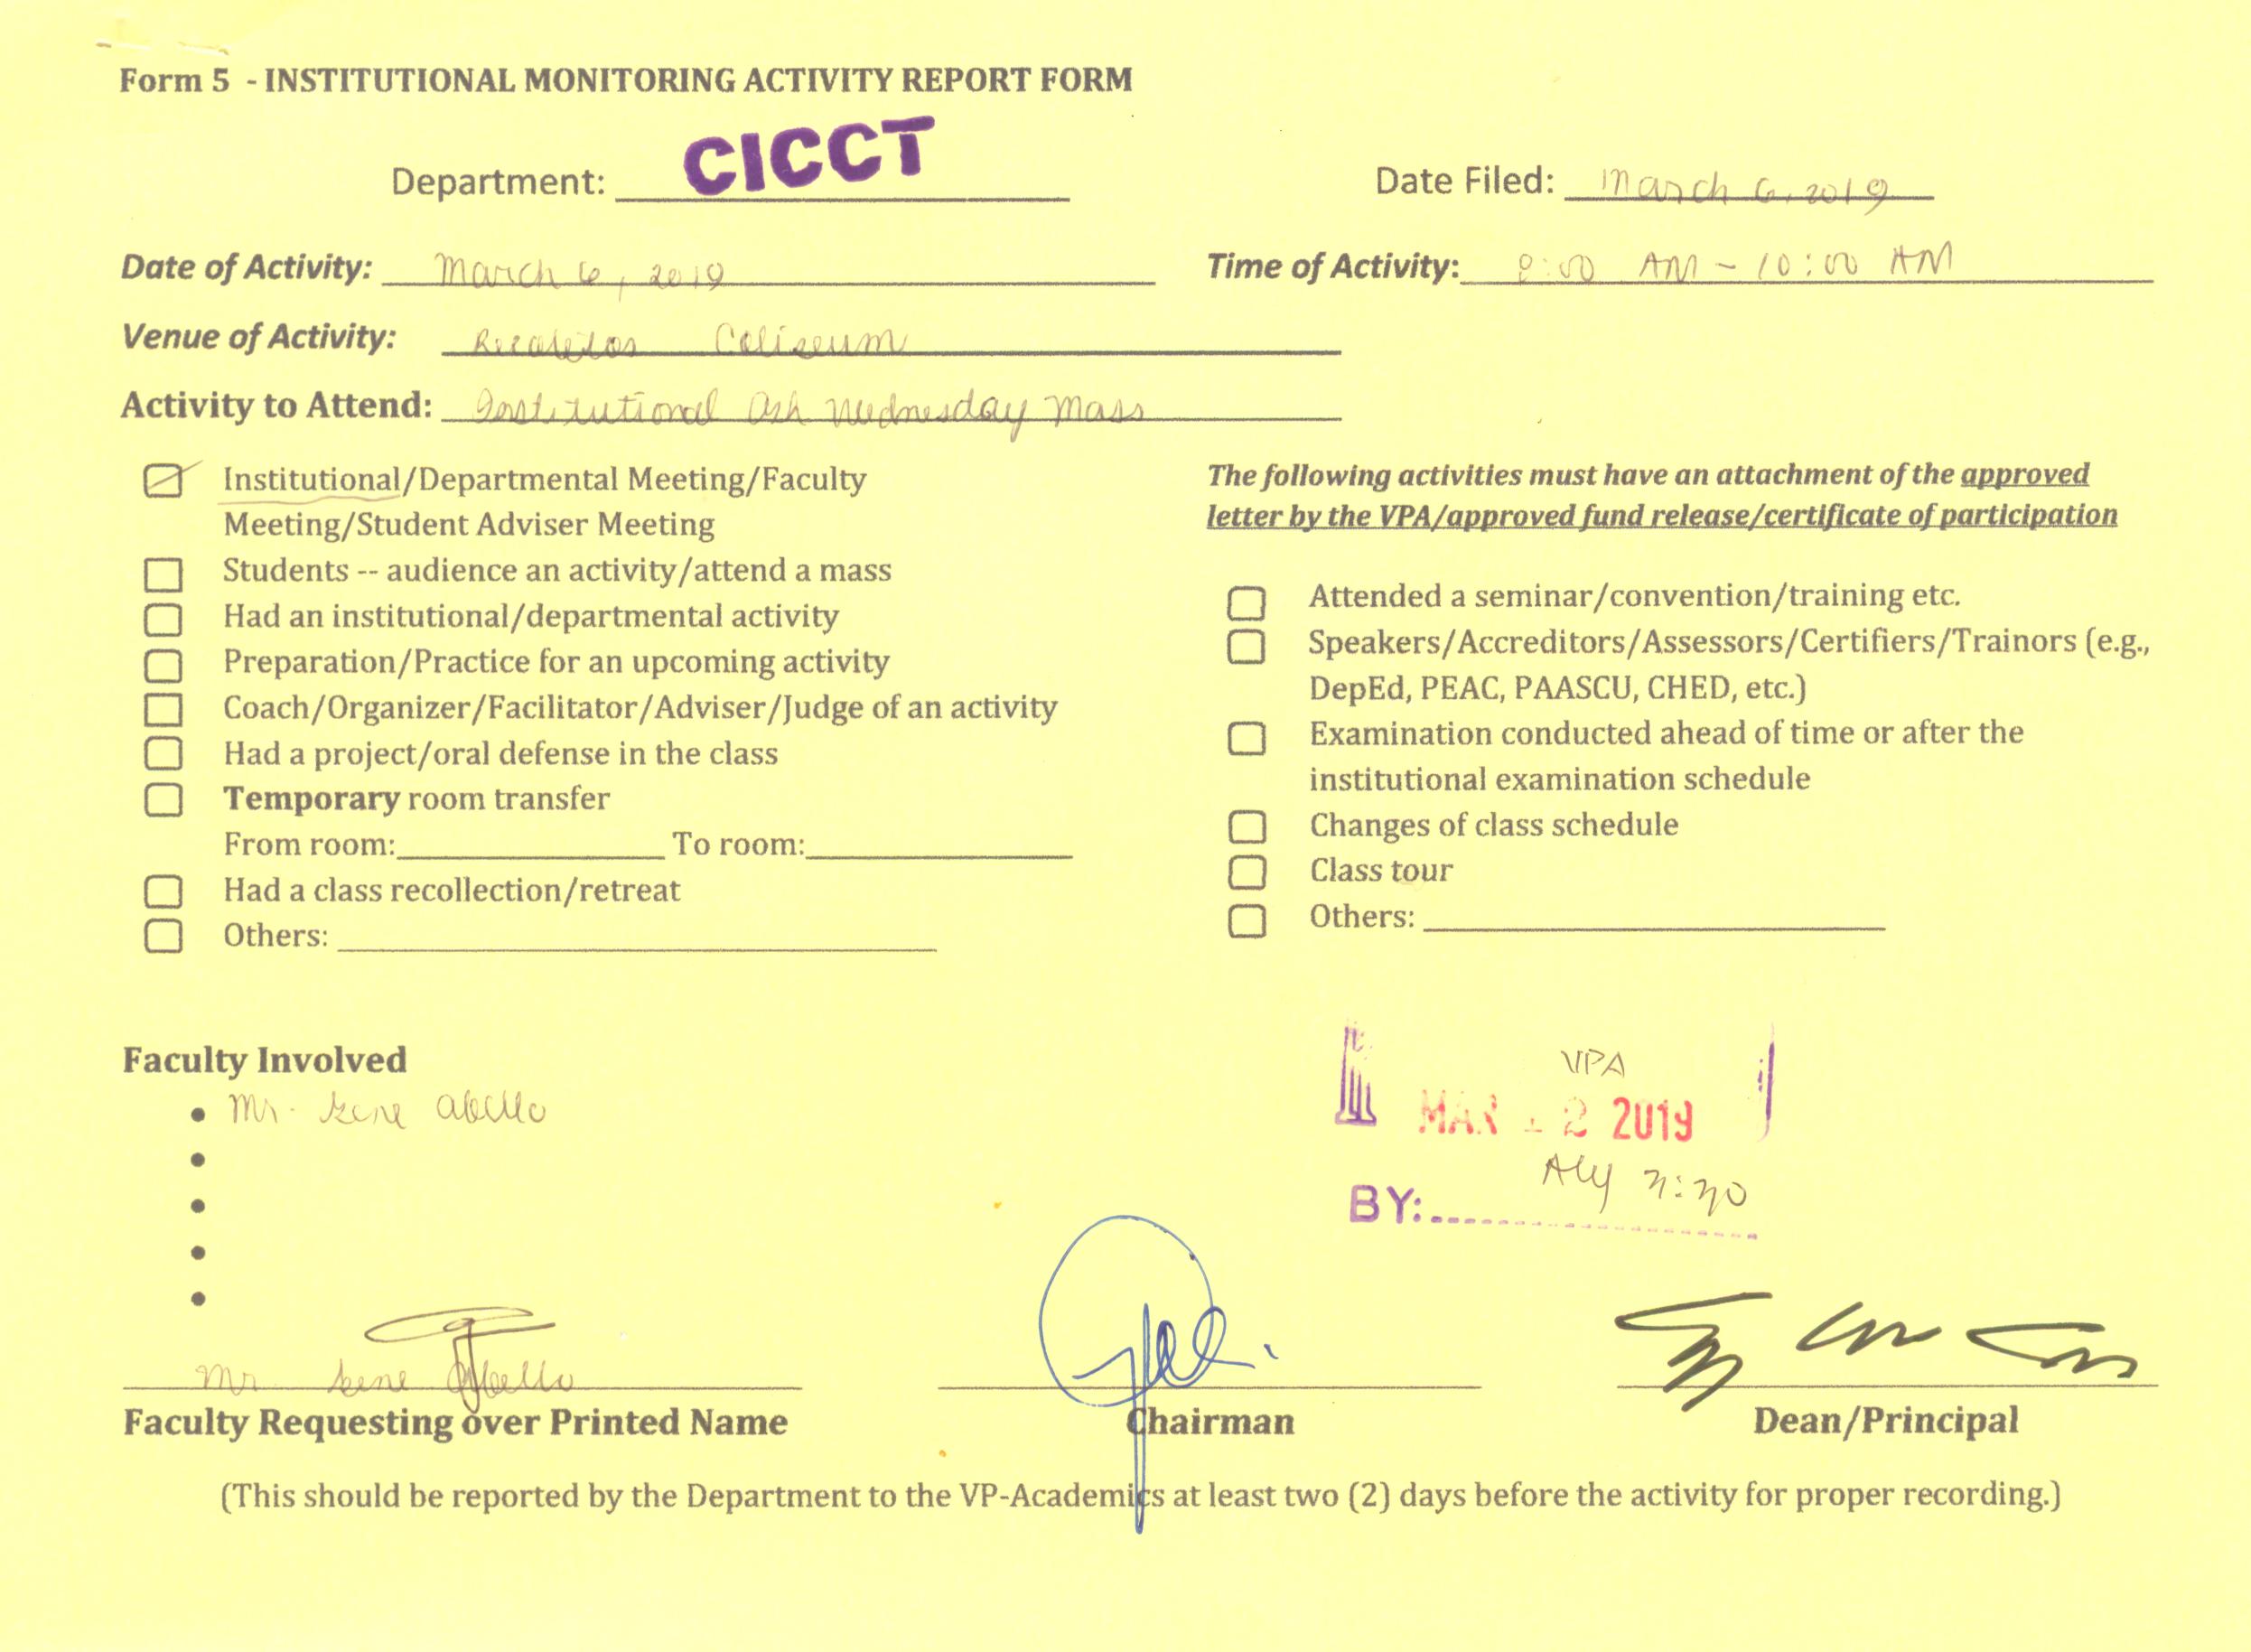 Form 5 - INSTITUTIONAL MONITORING ACTIVITY REPORT FORM
Department: CICCT Date Filed: March 6, 2019
Date of Activity: March 6, 2019 Time of Activity: 8:00 AM - 10:00 AM
Venue of Activity: Recoletos Coliseum
Activity to Attend: Institutional Ash Wednesday Mass
Institutional/Departmental Meeting/Faculty
Meeting/Student Adviser Meeting
Students -- audience an activity/attend a mass
Had an institutional/departmental activity
Preparation/Practice for an upcoming activity
Coach/Organizer/Facilitator/Adviser/Judge of an activity
Had a project/oral defense in the class
Temporary room transfer
From room: To room:
Had a class recollection/retreat
Others:
The following activities must have an attachment of the approved
letter by the VPA/approved fund release/certificate of participation
Attended a seminar/convention/training etc.
Speakers/Accreditors/Assessors/Certifiers/Trainors (e.g.,
DepEd, PEAC, PAASCU, CHED, etc.)
Examination conducted ahead of time or after the
institutional examination schedule
Changes of class schedule
Class tour
Others:
Faculty Involved
Mr. Gene Abello
VPA
MAR 12 2019
BY:
Mr. Gene Abello
Faculty Requesting over Printed Name
Chairman
Dean/Principal
(This should be reported by the Department to the VP-Academics at least two (2) days before the activity for proper recording.)